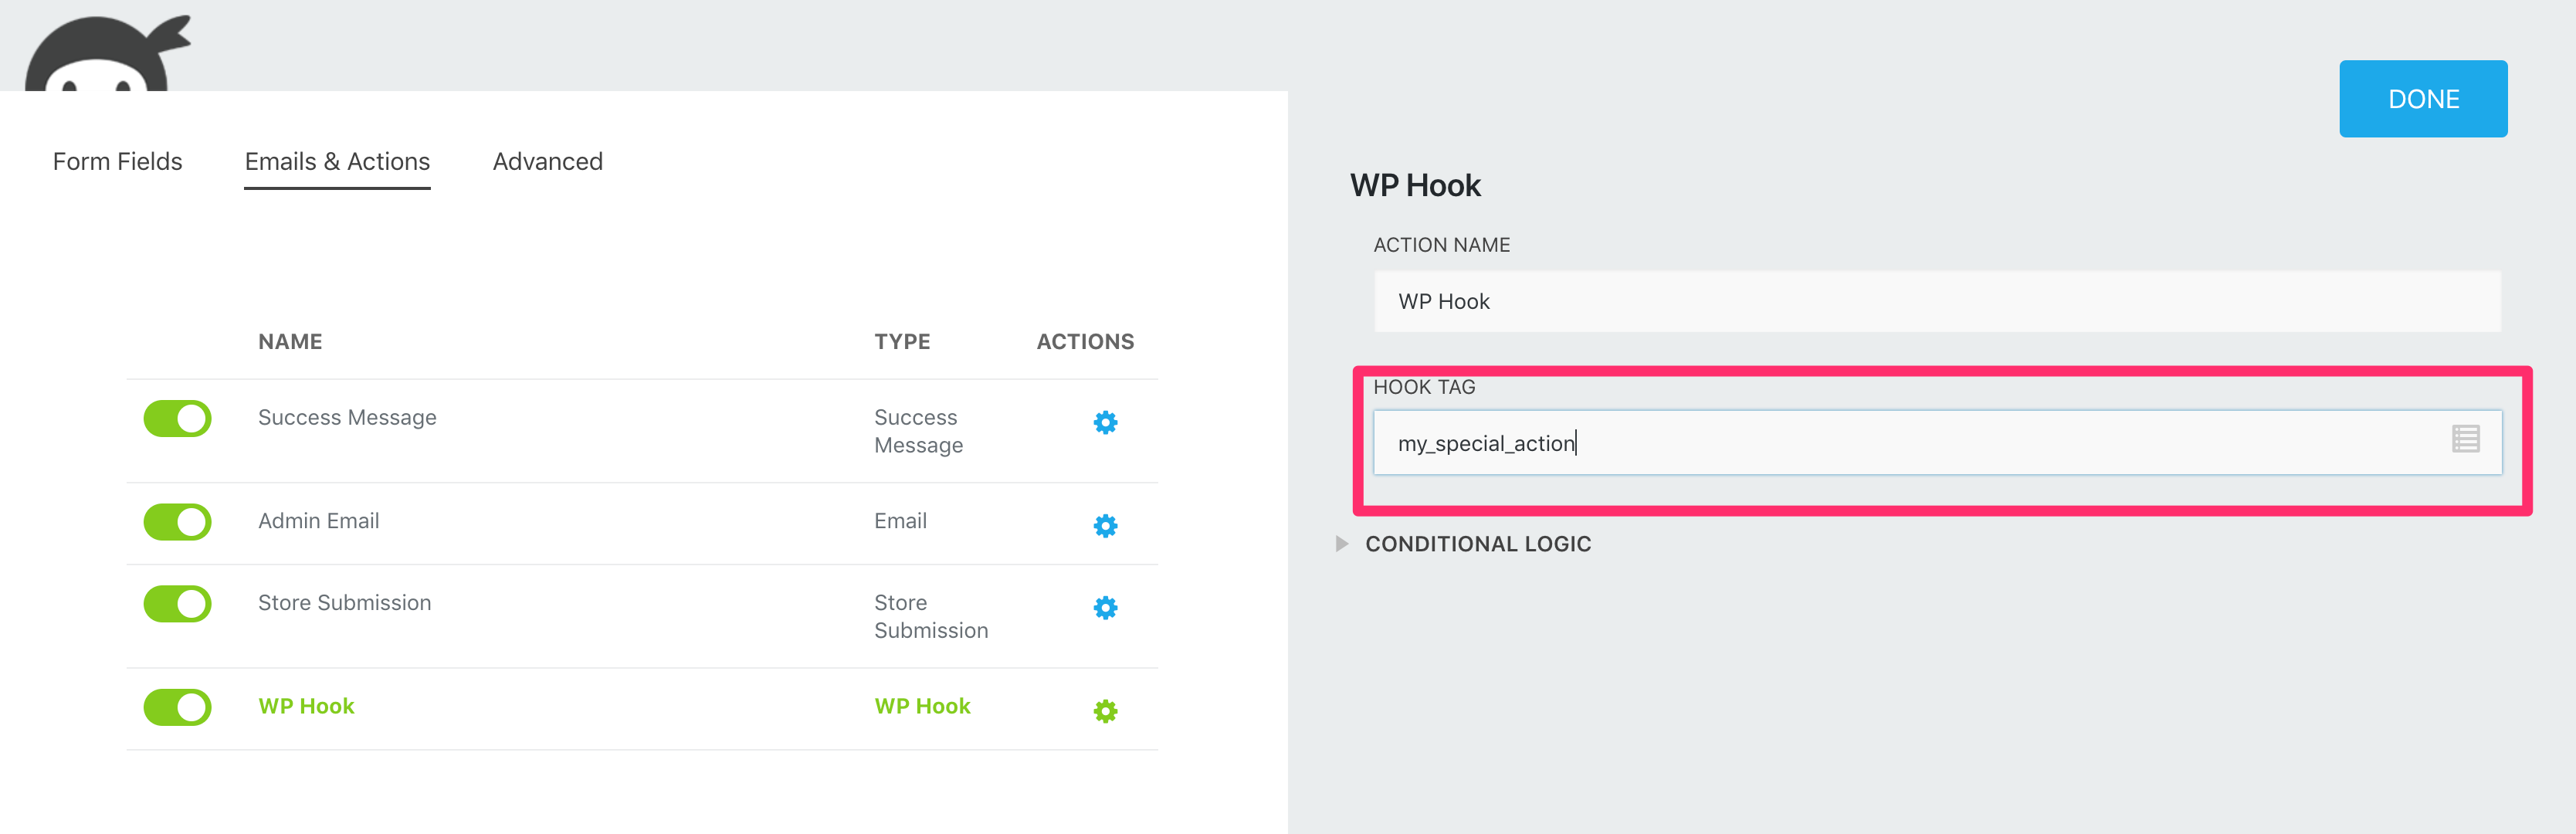 DONE
Form Fields Emails & Actions Advanced
WP Hook
ACTION NAME
WP Hook
NAME TYPE ACTIONS
HOOK TAG
my_special_action
Success Message Success
Message
Admin Email Email
CONDITIONAL LOGIC
Store Submission Store
Submission
WP Hook WP Hook